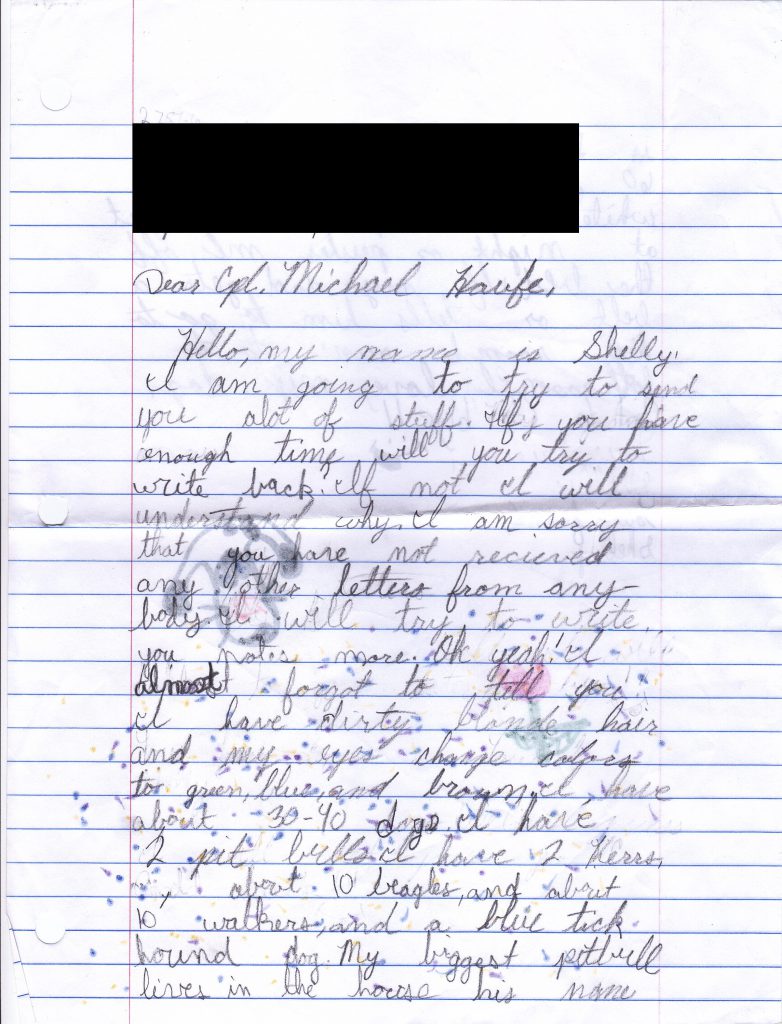 Dear Cpl. Michael Haufe,
Hello, my name is Shelly.
I am going to try to send
you alot of stuff. If you have
enough time will you try to
write back. If not I will
understand why. I am sorry
that you have not recieved
any other letters from any-
body. I will try to write
you notes more. Oh yeah! I
almost forgot to tell you
I have dirty blonde hair
and my eyes change colors
to green, blue, and brown. I have
about 30-40 dogs. I have
2 pit bulls. I have 2
, about 10 beagles, and about
10 walkers, and a blue tick
hound dog. My biggest pitbull
lives in the house his name